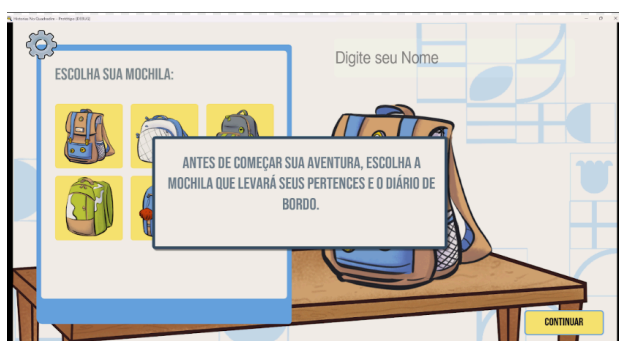 Digite seu Nome
ESCOLHA SUA MOCHILA:
ANTES DE COMEÇAR SUA AVENTURA, ESCOLHA A
MOCHILA QUE LEVARÁ SEUS PERTENCES E O DIÁRIO DE
BORDO.
CONTINUAR